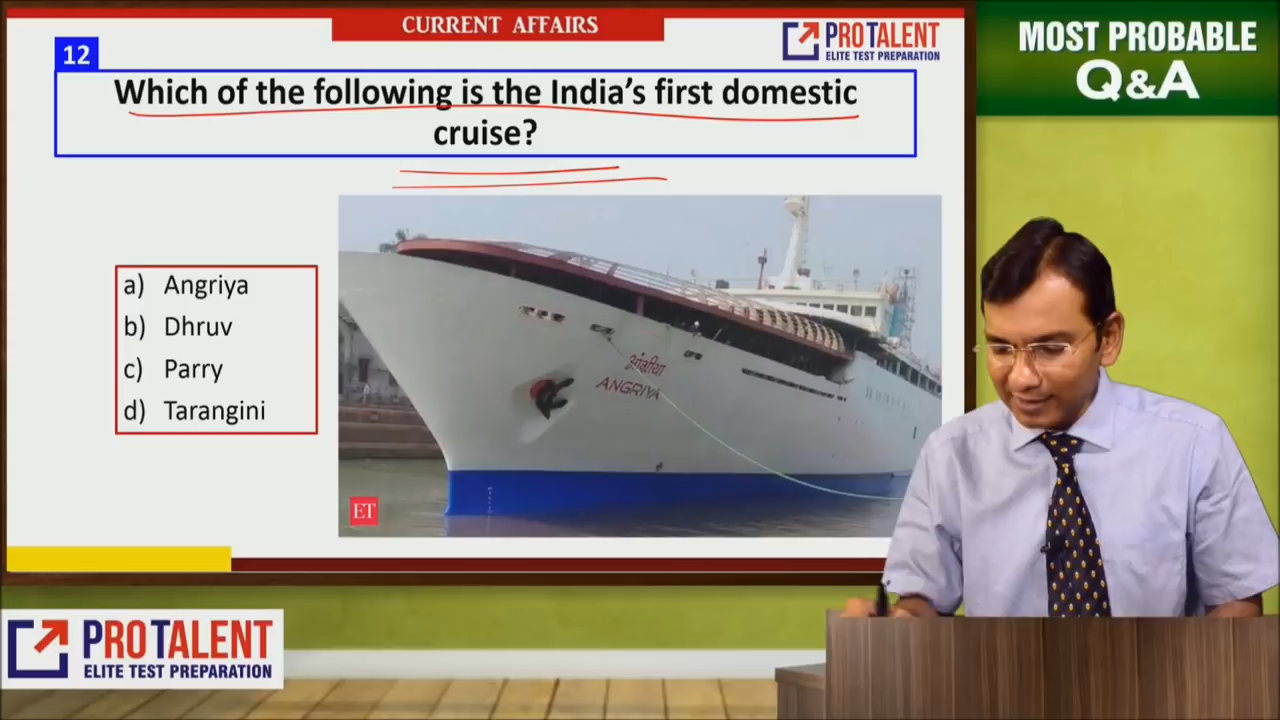 CURRENT AFFAIRS
PROTALENT
ELITE TEST PREPARATION
MOST PROBABLE
Q&A
12
Which of the following is the India's first domestic
cruise?
a) Angriya
b) Dhruv
c) Parry
d) Tarangini
आंग्रीया
ANGRIYA
ET
PROTALENT
ELITE TEST PREPARATION